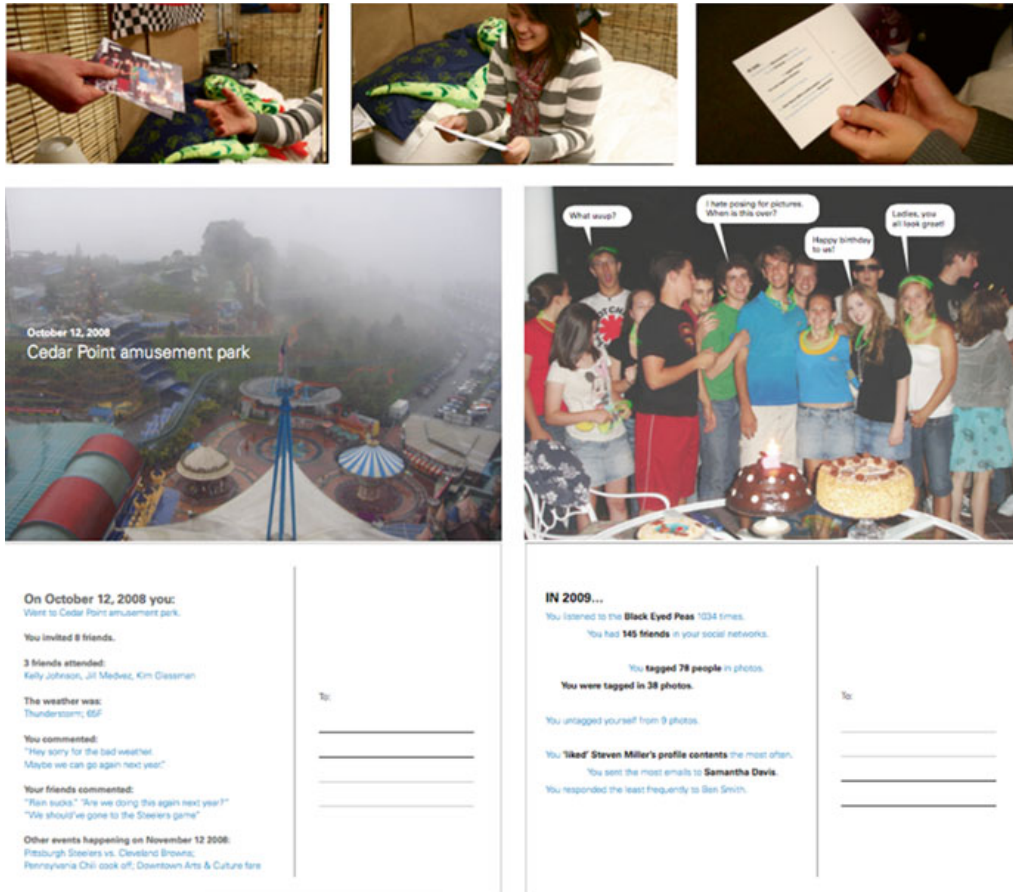 October 12, 2008
Cedar Point amusement park
What uuup?
I hate posing for pictures.
When is this over?
Happy birthday
to us!
Ladies, you
all look great!
On October 12, 2008 you:
Went to Cedar Point amusement park.
You invited 8 friends.
3 friends attended:
Kelly Johnson, Jill Medvez, Kim Glassman
The weather was:
Thunderstorm; 65F
You commented:
"Hey sorry for the bad weather.
Maybe we can go again next year."
Your friends commented:
"Rain sucks." "Are we doing this again next year?"
"We should've gone to the Steelers game"
Other events happening on November 12 2008:
Pittsburgh Steelers vs. Cleveland Browns;
Pennsylvania Chili cook off; Downtown Arts & Culture fare
To:
IN 2009...
You listened to the Black Eyed Peas 1034 times.
You had 145 friends in your social networks.
You tagged 78 people in photos.
You were tagged in 38 photos.
You untagged yourself from 9 photos.
You 'liked' Steven Miller's profile contents the most often.
You sent the most emails to Samantha Davis.
You responded the least frequently to Ben Smith.
To: